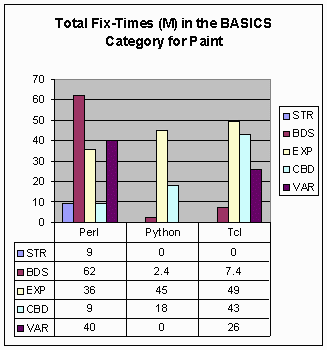 Total Fix-Times (M) in the BASICS
Category for Paint
70
60
50
40
30
20
10
0
STR
BDS
EXP
CBD
VAR
Perl Python Tcl
STR 9 0 0
BDS 62 2.4 7.4
EXP 36 45 49
CBD 9 18 43
VAR 40 0 26